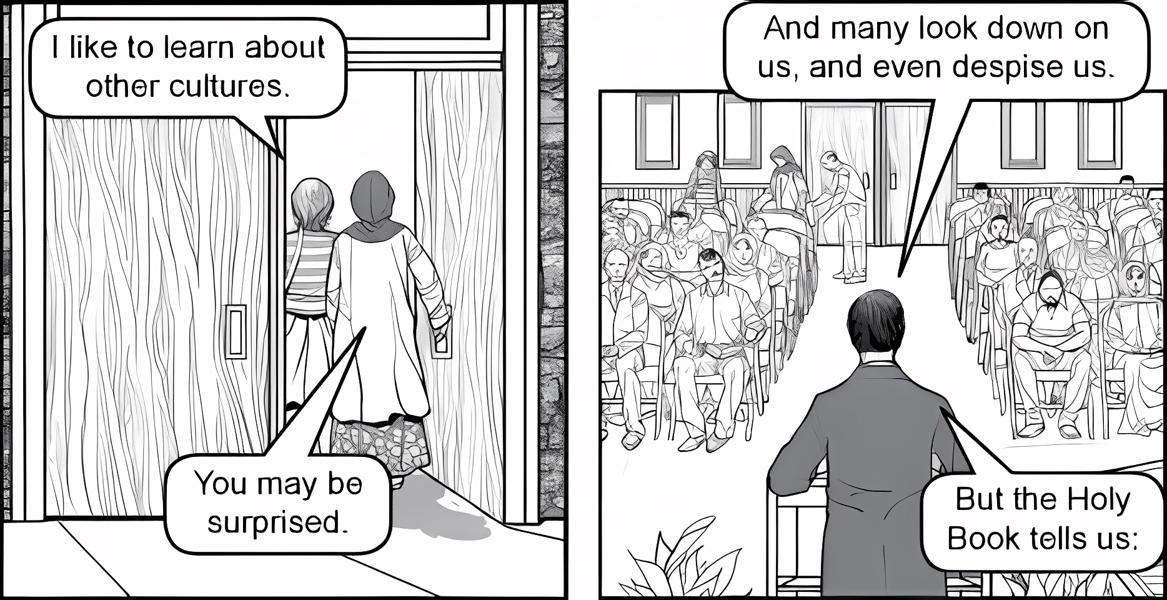 I like to learn about
other cultures.
You may be
surprised.
And many look down on
us, and even despise us.
But the Holy
Book tells us: